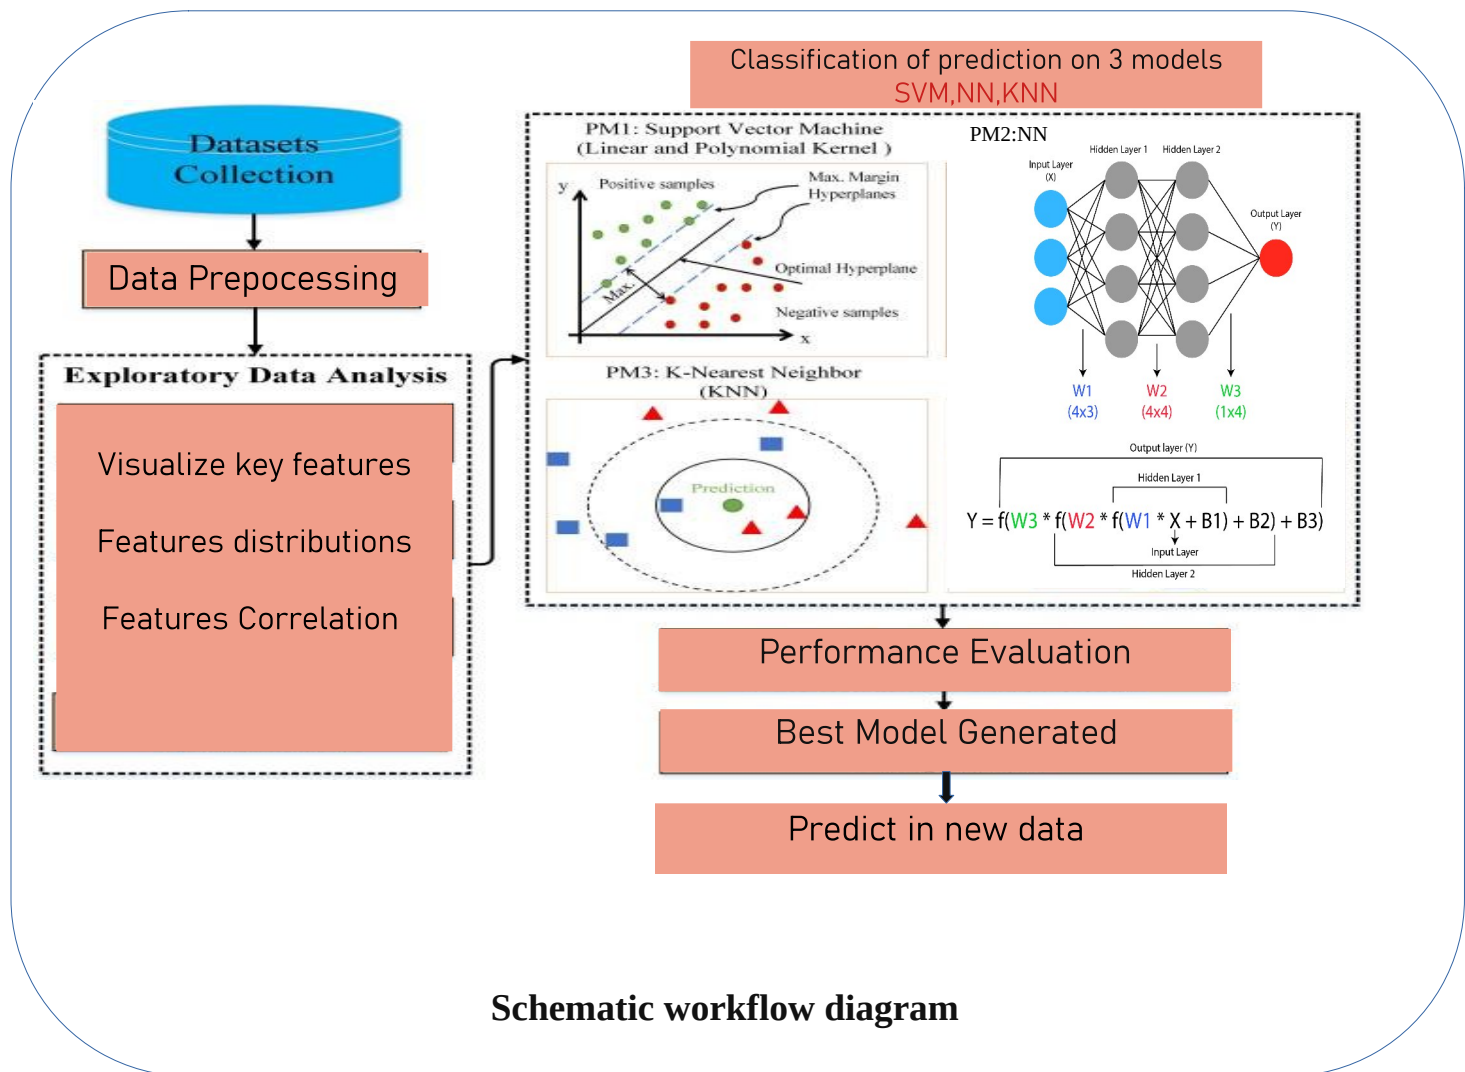 Classification of prediction on 3 models
SVM,NN,KNN
Datasets
Collection
Data Prepocessing
Exploratory Data Analysis
Visualize key features
Features distributions
Features Correlation
PM1: Support Vector Machine
(Linear and Polynomial Kernel )
y
Positive samples
Max. Margin
Hyperplanes
Optimal Hyperplane
Max.
Negative samples
x
PM2:NN
Hidden Layer 1
Hidden Layer 2
Input Layer
(X)
Output Layer
(Y)
W1
(4x3)
W2
(4x4)
W3
(1x4)
PM3: K-Nearest Neighbor
(KNN)
Prediction
Output layer (Y)
Hidden Layer 1
Y = f(W3 * f(W2 * f(W1 * X + B1) + B2) + B3)
Input Layer
Hidden Layer 2
Performance Evaluation
Best Model Generated
Predict in new data
Schematic workflow diagram